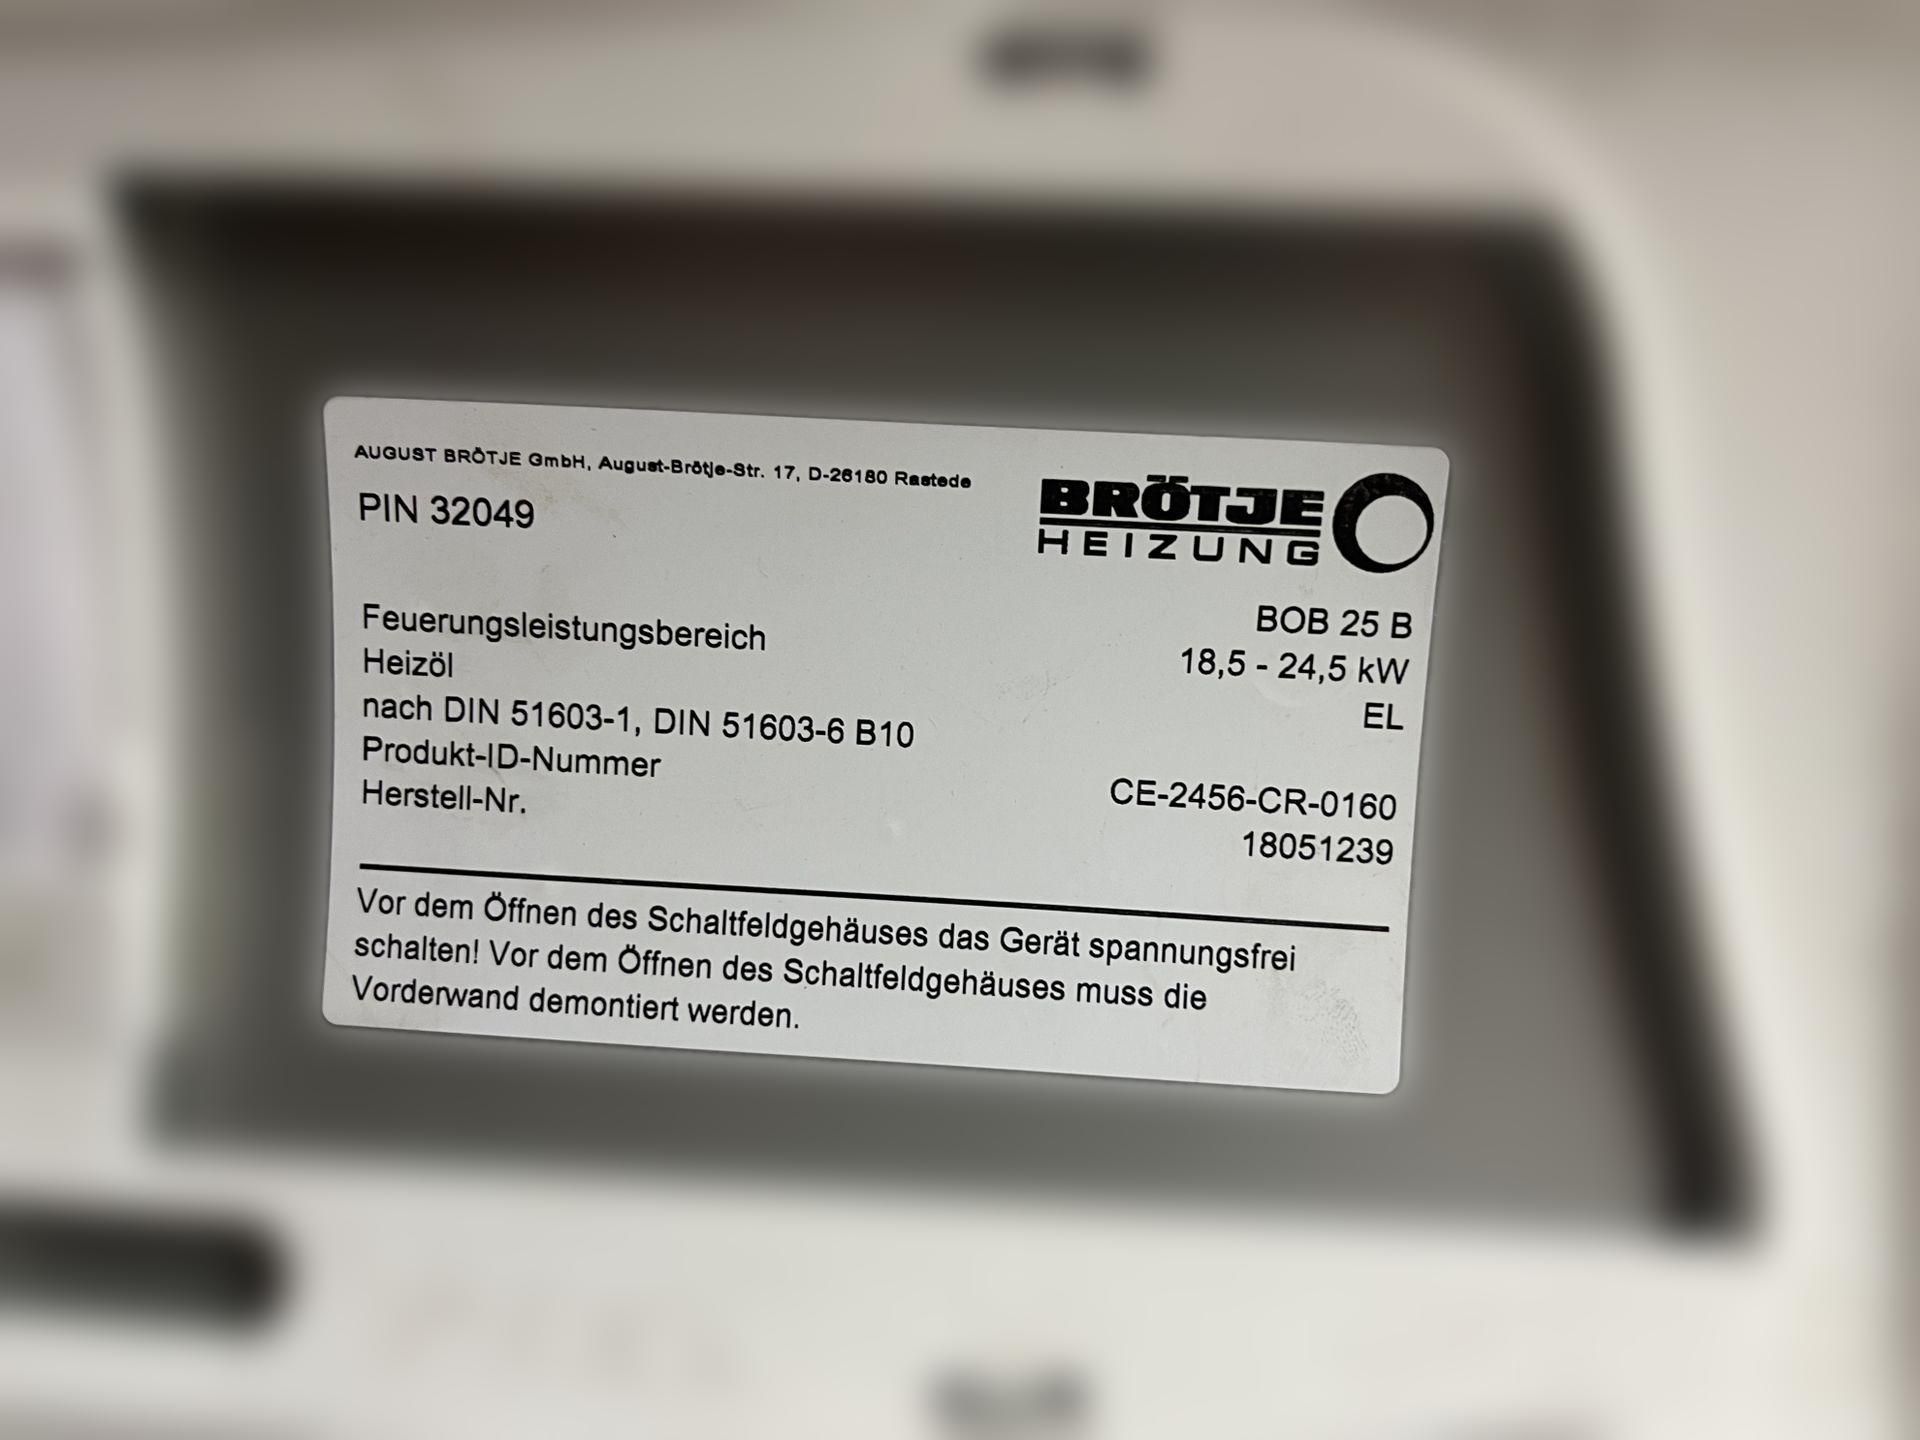 AUGUST BRÖTJE GmbH, August-Brötje-Str. 17, D-26180 Rastede
BRÖTJE
HEIZUNG
PIN 32049
BOB 25 B
Feuerungsleistungsbereich 18,5 - 24,5 kW
Heizöl EL
nach DIN 51603-1, DIN 51603-6 B10
Produkt-ID-Nummer CE-2456-CR-0160
Herstell-Nr. 18051239
Vor dem Öffnen des Schaltfeldgehäuses das Gerät spannungsfrei
schalten! Vor dem Öffnen des Schaltfeldgehäuses muss die
Vorderwand demontiert werden.